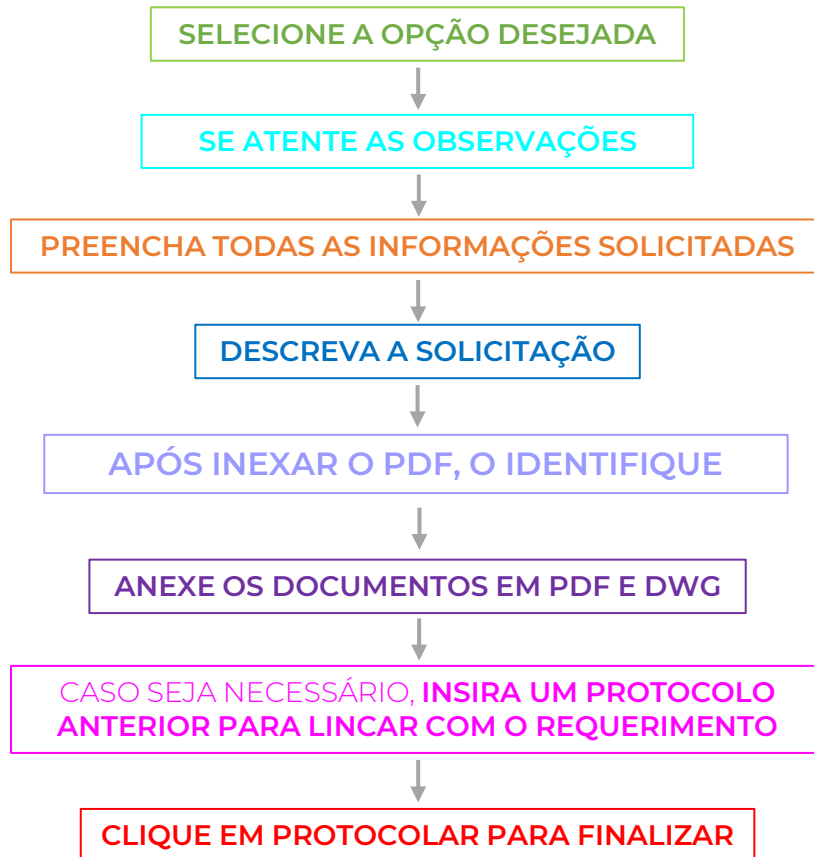 SELECIONE A OPÇÃO DESEJADA
SE ATENTE AS OBSERVAÇÕES
PREENCHA TODAS AS INFORMAÇÕES SOLICITADAS
DESCREVA A SOLICITAÇÃO
APÓS INEXAR O PDF, O IDENTIFIQUE
ANEXE OS DOCUMENTOS EM PDF E DWG
CASO SEJA NECESSÁRIO, INSIRA UM PROTOCOLO
ANTERIOR PARA LINCAR COM O REQUERIMENTO
CLIQUE EM PROTOCOLAR PARA FINALIZAR